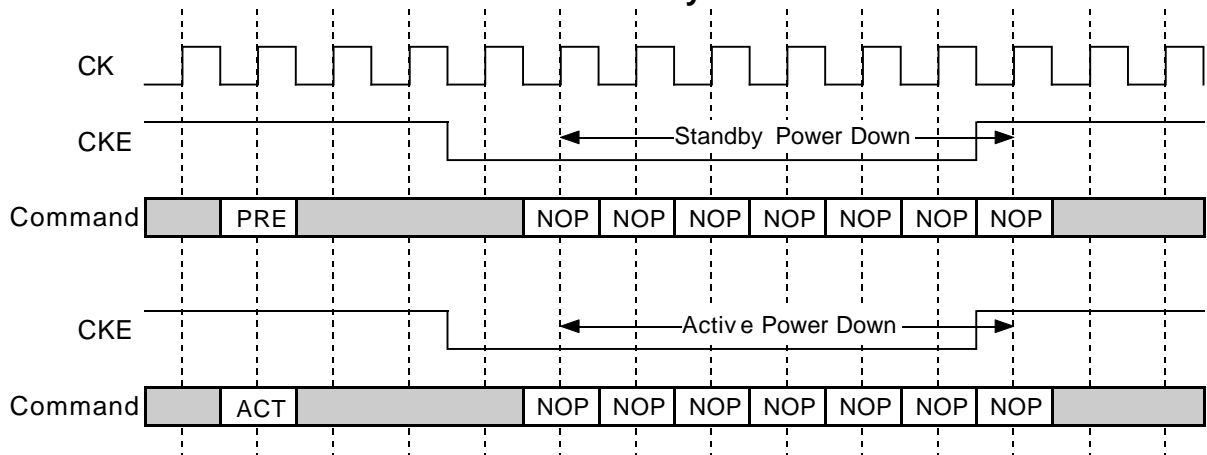 y
CK
CKE
Standby Power Down
Command PRE NOP NOP NOP NOP NOP NOP NOP
CKE
Active Power Down
Command ACT NOP NOP NOP NOP NOP NOP NOP